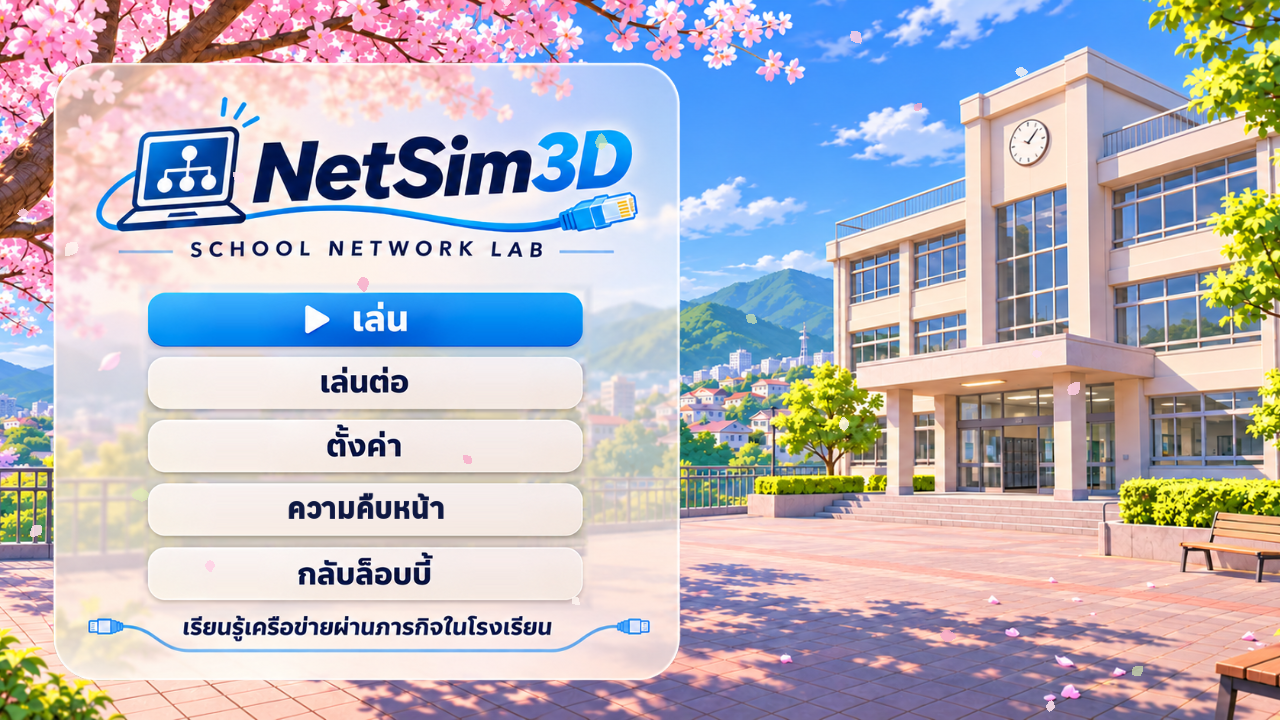 NetSim3D
SCHOOL NETWORK LAB
เล่น
เล่นต่อ
ตั้งค่า
ความคืบหน้า
กลับล็อบบี้
เรียนรู้เครือข่ายผ่านภารกิจในโรงเรียน